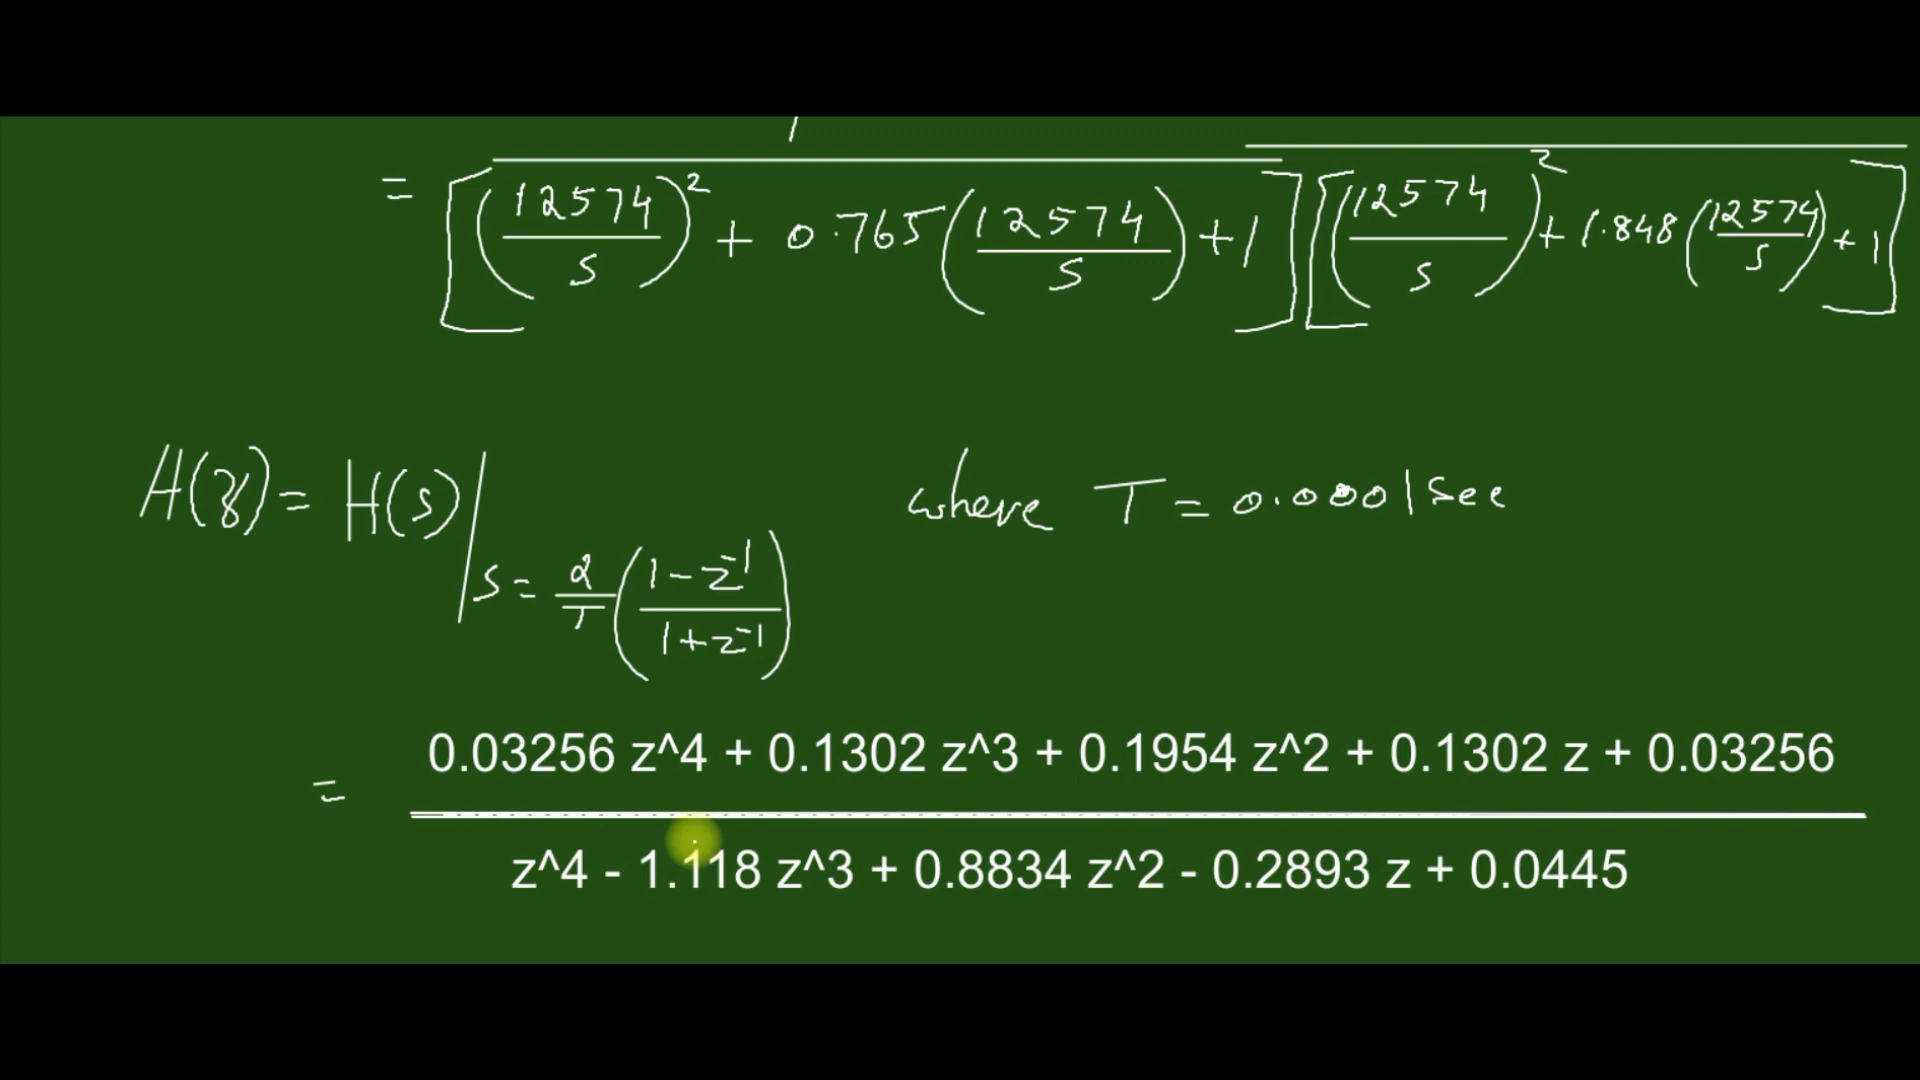 1
= [(12574/s)² + 0.765(12574/s) + 1][(12574/s)² + 1.848(12574/s) + 1]
H(z) = H(s)| s = 2/T (1 - z⁻¹ / 1 + z⁻¹) where T = 0.0001 sec
= 0.03256 z^4 + 0.1302 z^3 + 0.1954 z^2 + 0.1302 z + 0.03256
z^4 - 1.118 z^3 + 0.8834 z^2 - 0.2893 z + 0.0445